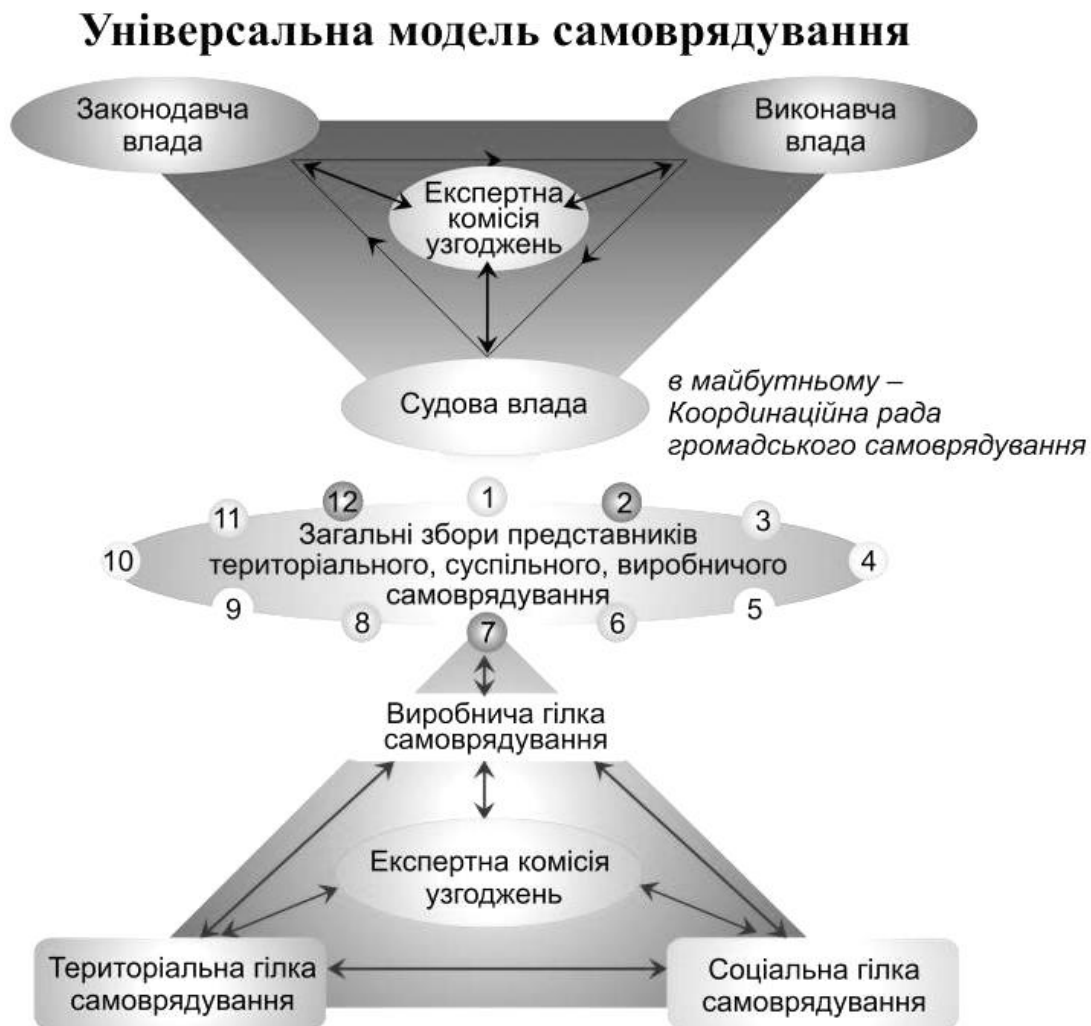 Універсальна модель самоврядування
Законодавча
влада
Виконавча
влада
Експертна
комісія
узгоджень
Судова влада
в майбутньому –
Координаційна рада
громадського самоврядування
12
1
2
11
3
10
4
9
5
8
6
7
Загальні збори представників
територіального, суспільного, виробничого
самоврядування
Виробнича гілка
самоврядування
Експертна комісія
узгоджень
Територіальна гілка
самоврядування
Соціальна гілка
самоврядування